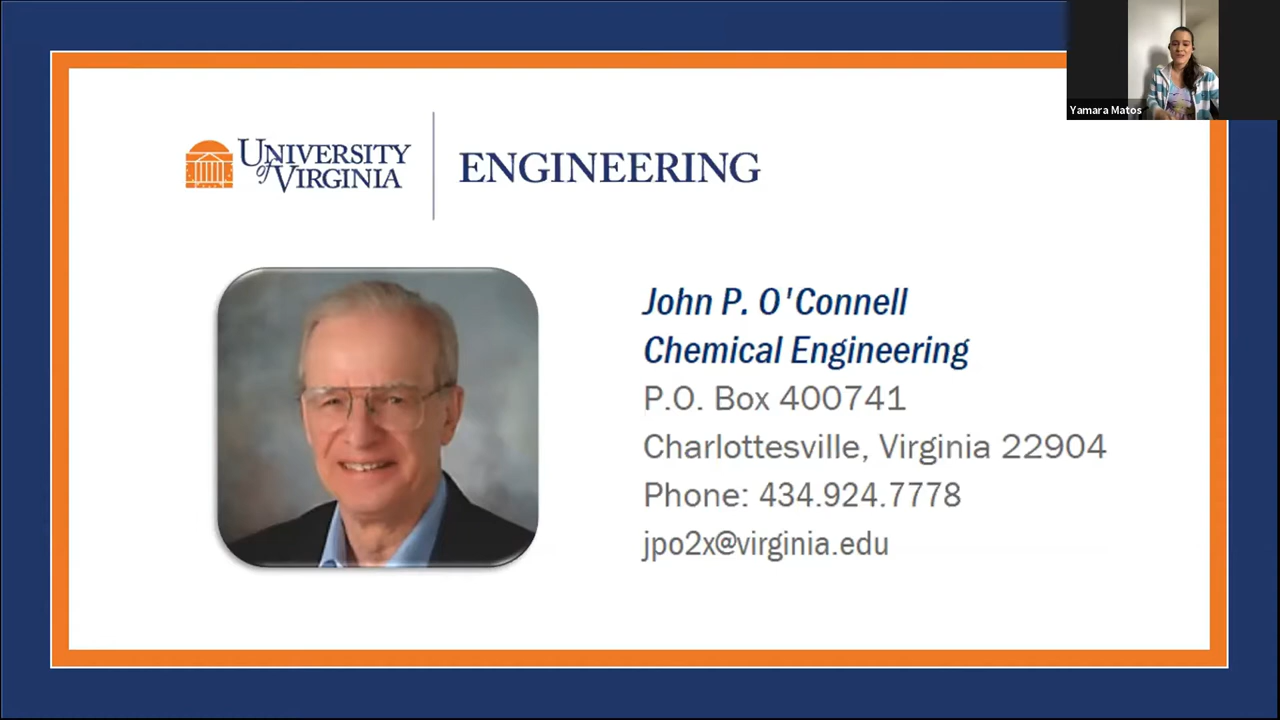 Yamara Matos
UNIVERSITY
of VIRGINIA
ENGINEERING
John P. O'Connell
Chemical Engineering
P.O. Box 400741
Charlottesville, Virginia 22904
Phone: 434.924.7778
jpo2x@virginia.edu